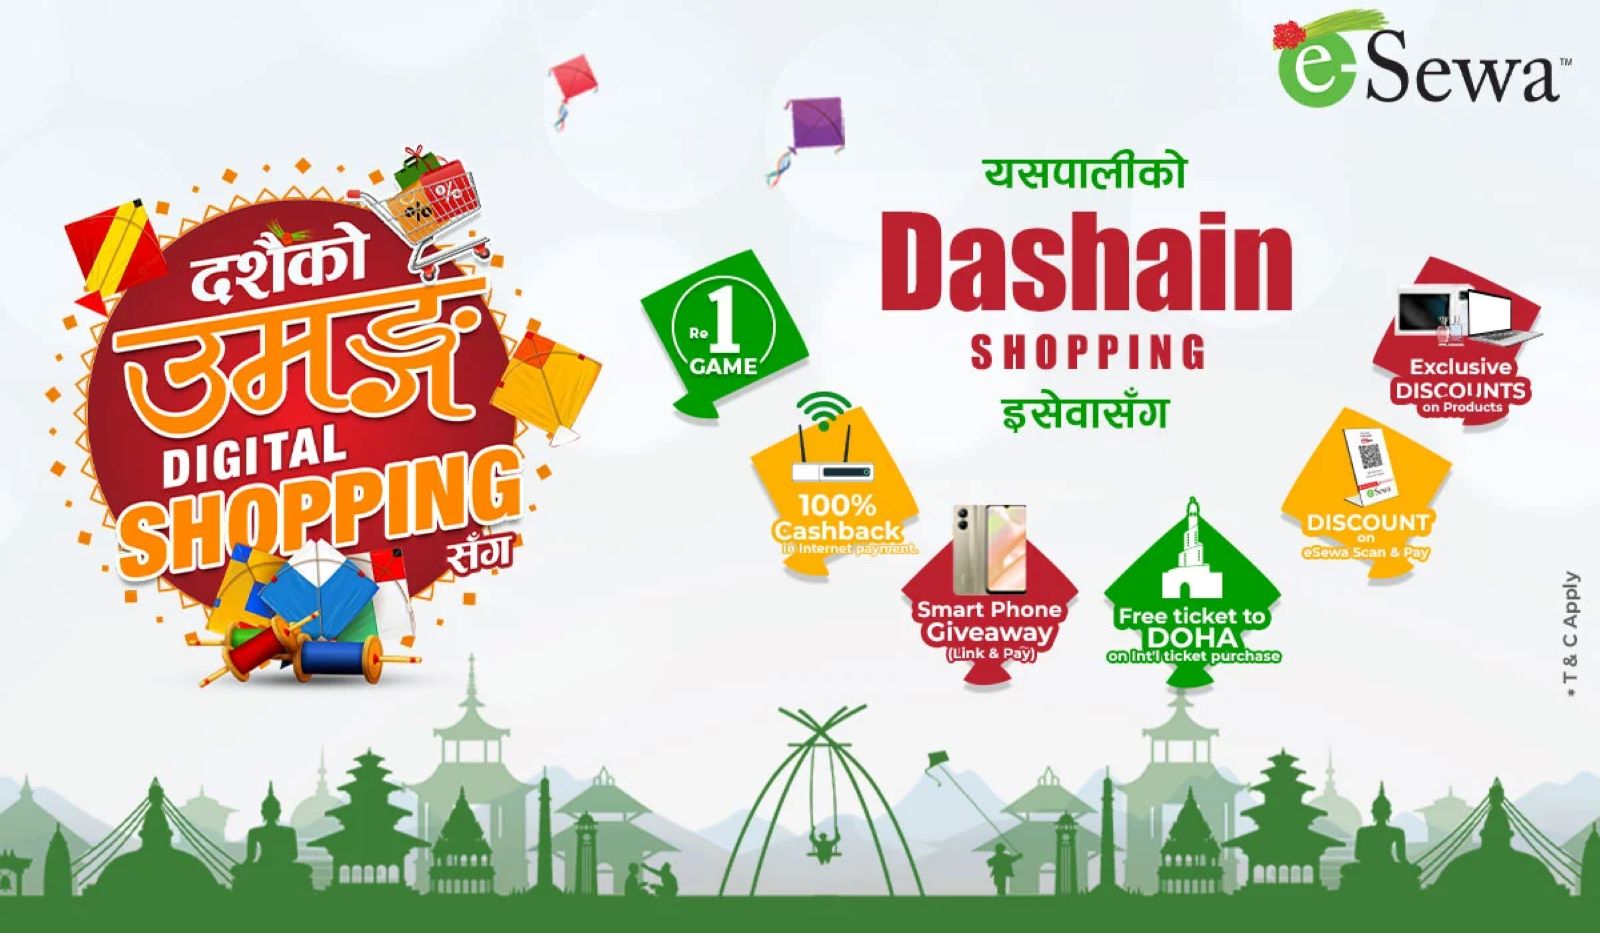 e-Sewa™
दशैंको
उमङ्ग
DIGITAL
SHOPPING
सँग
% %
यसपालीको
Dashain
SHOPPING
इसेवासँग
Re 1
GAME
100%
Cashback
in Internet payment.
Smart Phone
Giveaway
(Link & Pay)
Free ticket to
DOHA
on Int'l ticket purchase
eSewa
DISCOUNT
on
eSewa Scan & Pay
Exclusive
DISCOUNTS
on Products
* T & C Apply